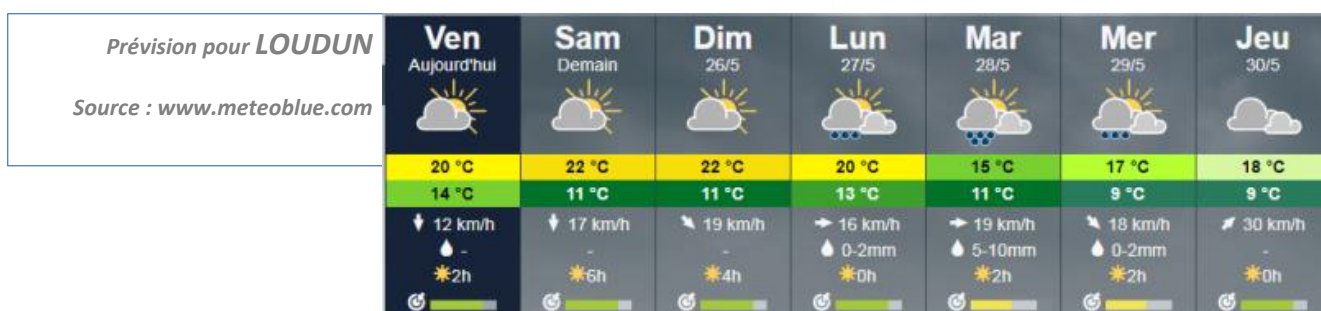 Prévision pour LOUDUN
Source : www.meteoblue.com
Ven Sam Dim Lun Mar Mer Jeu
Aujourd'hui Demain 26/5 27/5 28/5 29/5 30/5
20 °C 22 °C 22 °C 20 °C 15 °C 17 °C 18 °C
14 °C 11 °C 11 °C 13 °C 11 °C 9 °C 9 °C
12 km/h 17 km/h 19 km/h 16 km/h 19 km/h 18 km/h 30 km/h
- - - 0-2mm 5-10mm 0-2mm -
2h 6h 4h 0h 2h 2h 0h